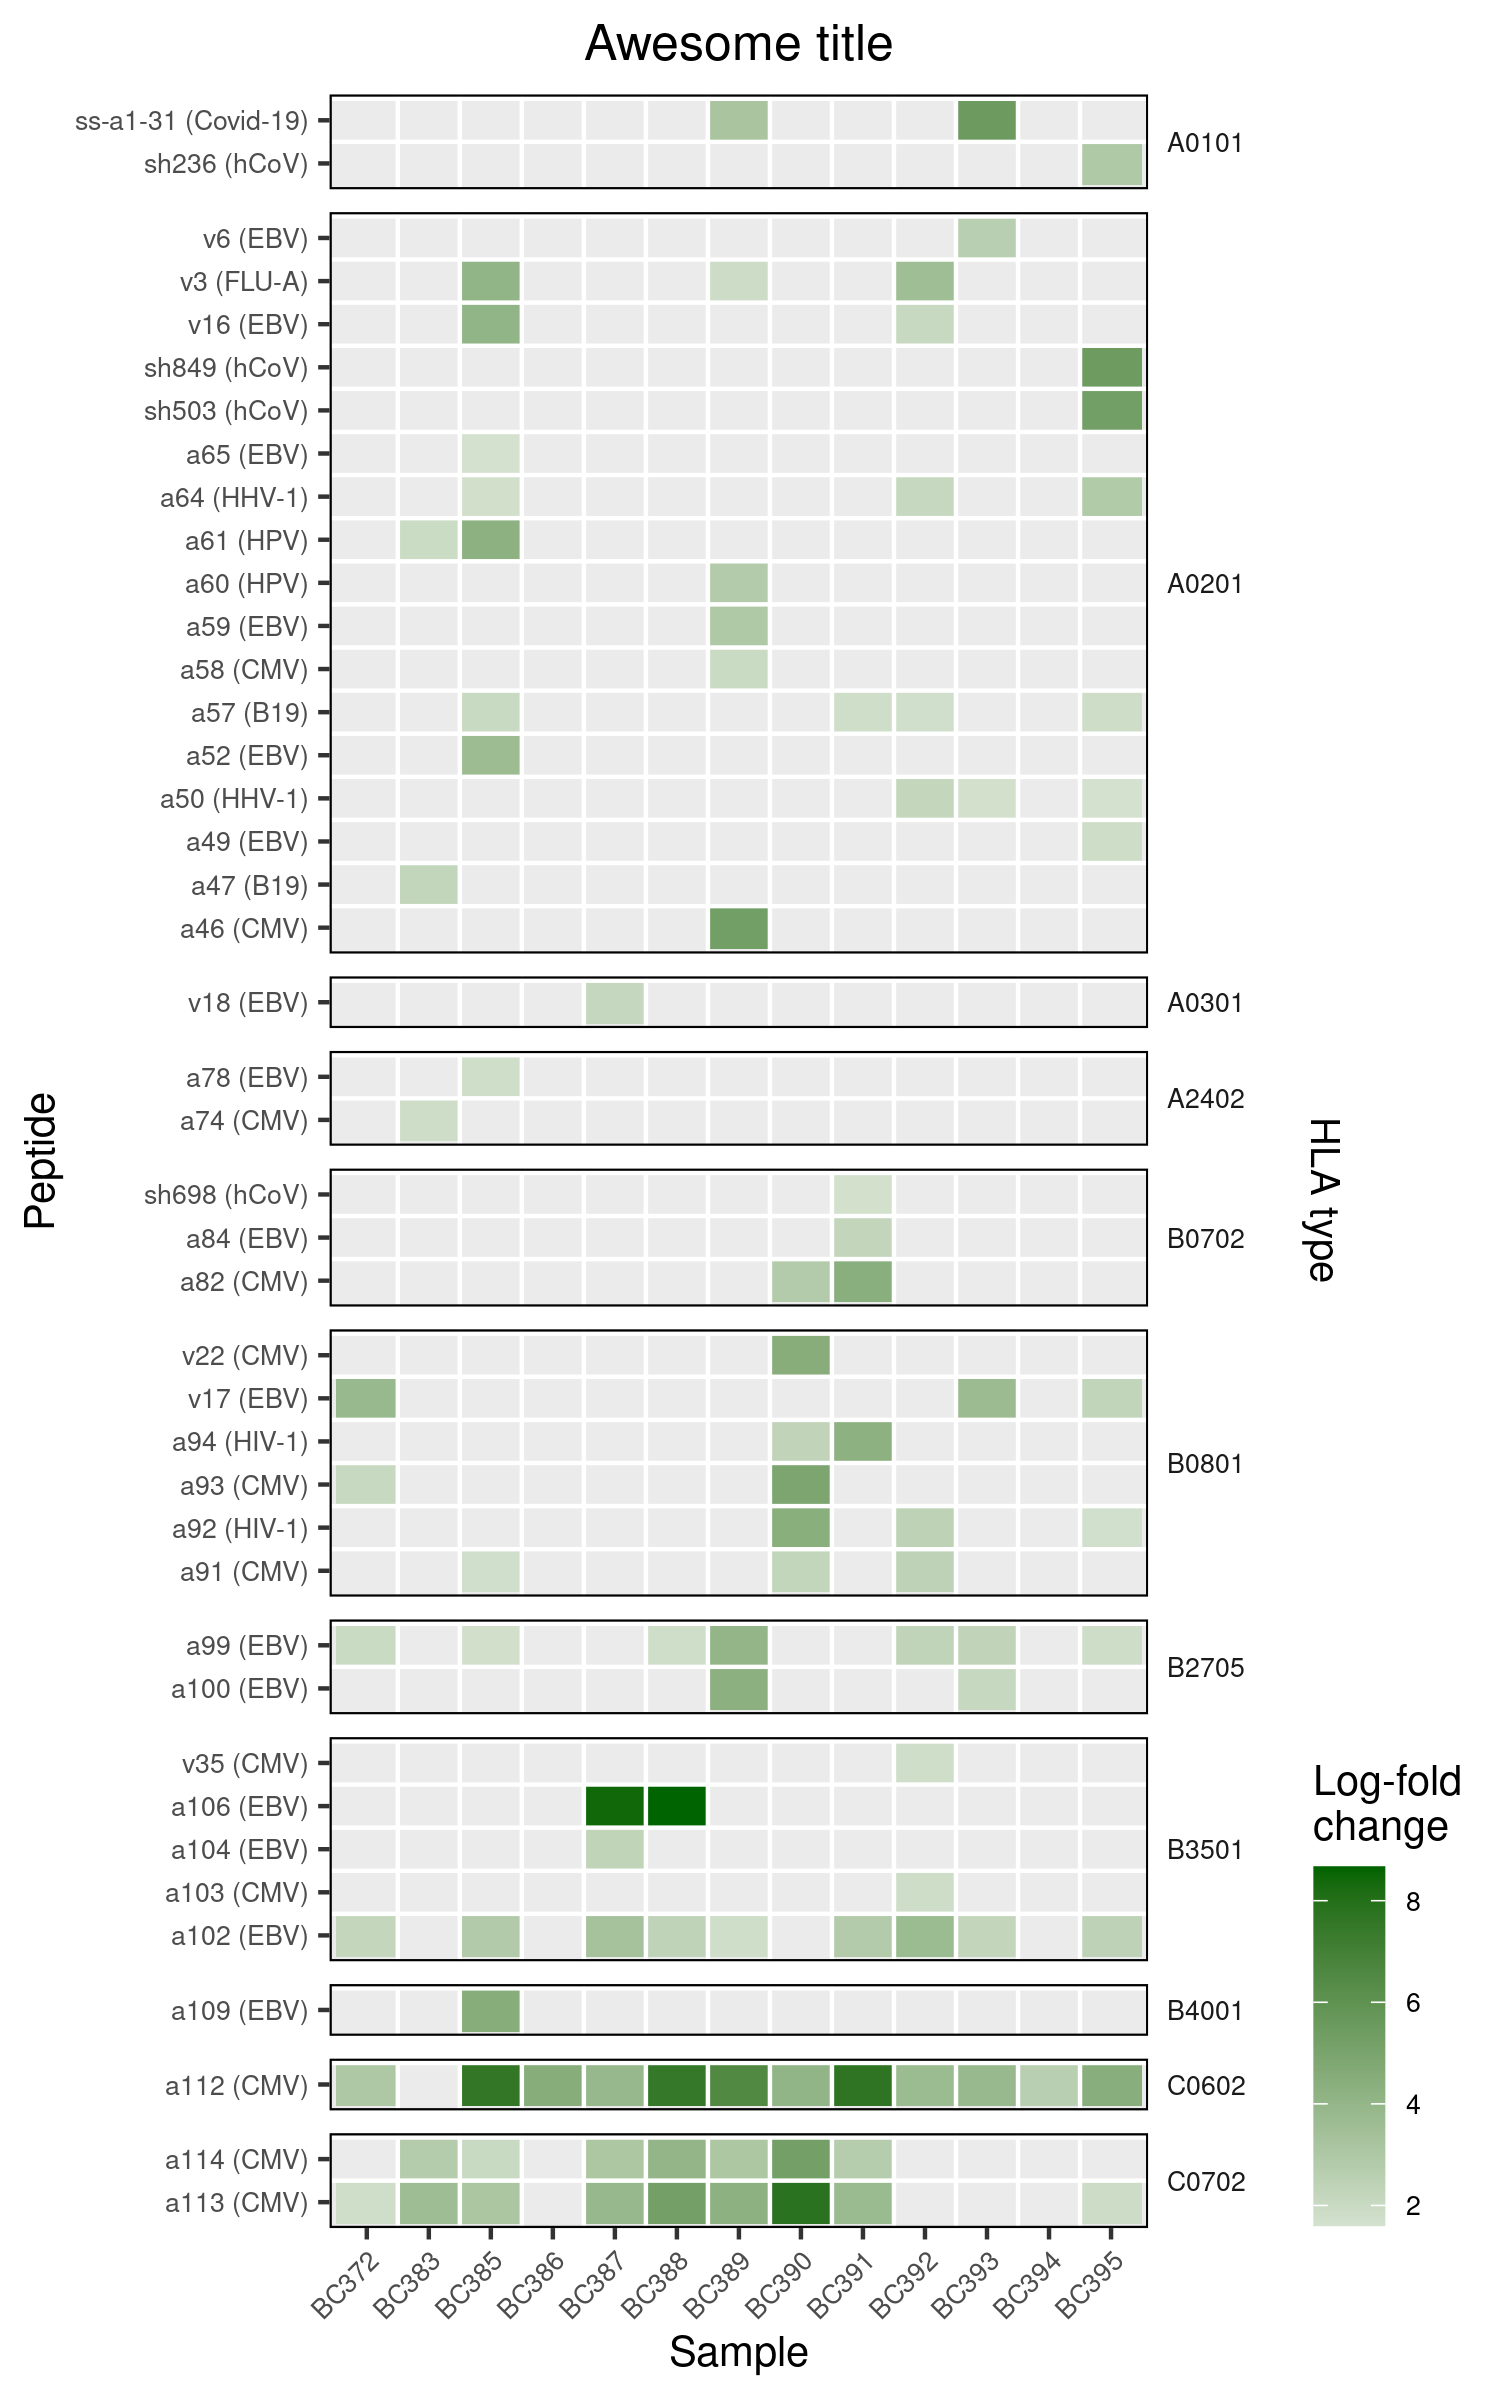 Awesome title
ss-a1-31 (Covid-19)
sh236 (hCoV)
A0101
v6 (EBV)
v3 (FLU-A)
v16 (EBV)
sh849 (hCoV)
sh503 (hCoV)
a65 (EBV)
a64 (HHV-1)
a61 (HPV)
a60 (HPV)
a59 (EBV)
a58 (CMV)
a57 (B19)
a52 (EBV)
a50 (HHV-1)
a49 (EBV)
a47 (B19)
a46 (CMV)
A0201
v18 (EBV)
A0301
a78 (EBV)
a74 (CMV)
A2402
sh698 (hCoV)
a84 (EBV)
a82 (CMV)
B0702
v22 (CMV)
v17 (EBV)
a94 (HIV-1)
a93 (CMV)
a92 (HIV-1)
a91 (CMV)
B0801
a99 (EBV)
a100 (EBV)
B2705
v35 (CMV)
a106 (EBV)
a104 (EBV)
a103 (CMV)
a102 (EBV)
B3501
a109 (EBV)
B4001
a112 (CMV)
C0602
a114 (CMV)
a113 (CMV)
C0702
Peptide
HLA type
BC372
BC383
BC385
BC386
BC387
BC388
BC389
BC390
BC391
BC392
BC393
BC394
BC395
Sample
Log-fold
change
8
6
4
2